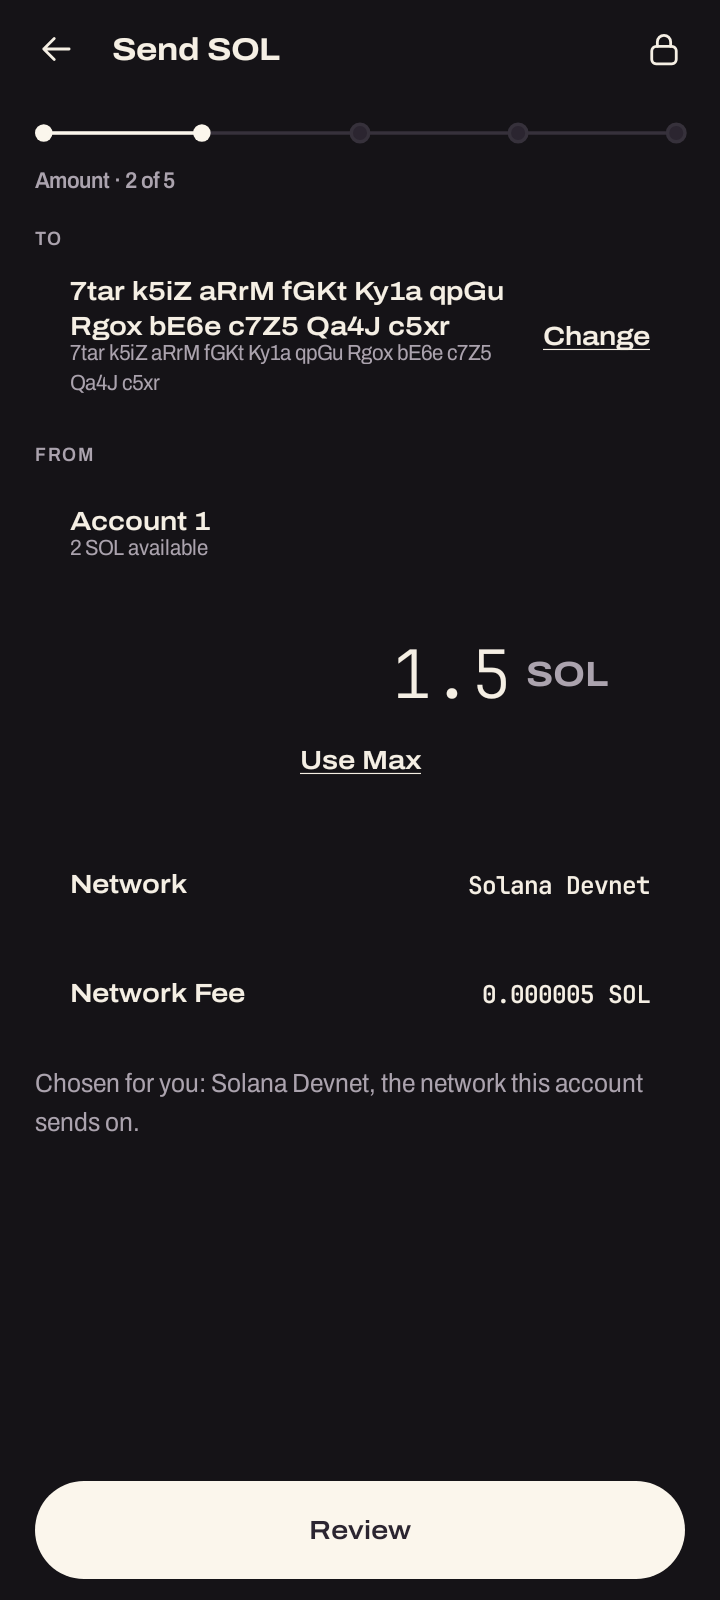 Send SOL
Amount · 2 of 5
TO
7tar k5iZ aRrM fGKt Ky1a qpGu
Rgox bE6e c7Z5 Qa4J c5xr
7tar k5iZ aRrM fGKt Ky1a qpGu Rgox bE6e c7Z5
Qa4J c5xr
Change
FROM
Account 1
2 SOL available
1.5 SOL
Use Max
Network
Solana Devnet
Network Fee
0.000005 SOL
Chosen for you: Solana Devnet, the network this account
sends on.
Review